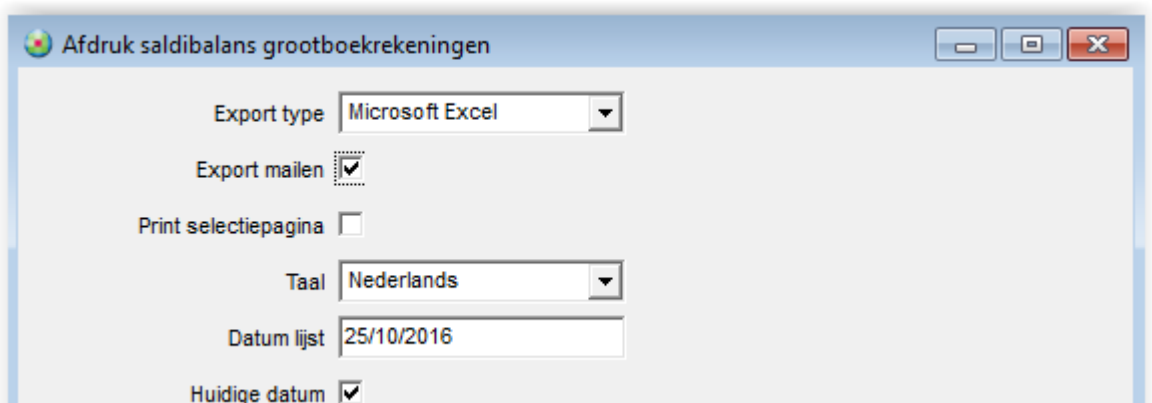 Afdruk saldibalans grootboekrekeningen
Export type Microsoft Excel
Export mailen
Print selectiepagina
Taal Nederlands
Datum lijst 25/10/2016
Huidige datum